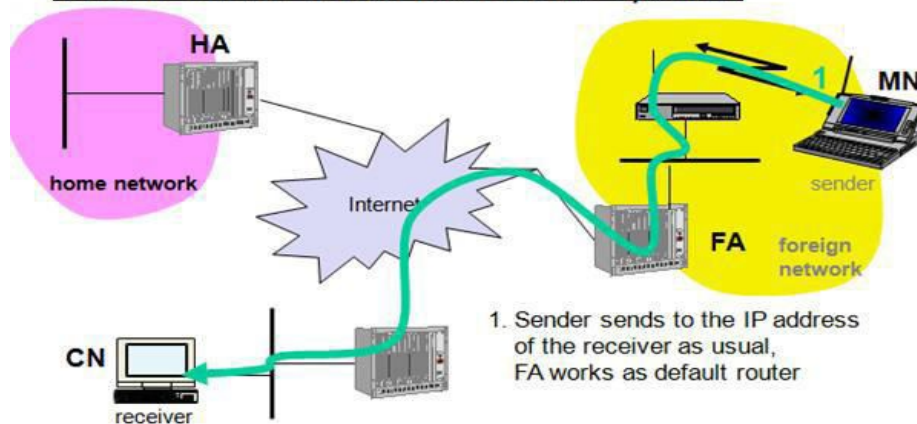 HA
1
MN
home network
sender
Internet
FA
foreign
network
1. Sender sends to the IP address
of the receiver as usual,
FA works as default router
CN
receiver